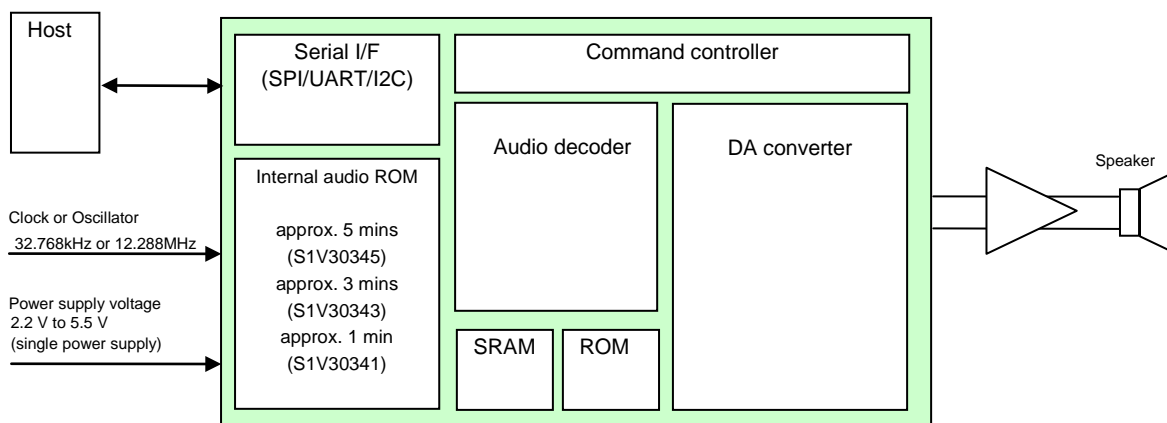 Host
Serial I/F
(SPI/UART/I2C)
Command controller
Audio decoder
DA converter
Internal audio ROM
approx. 5 mins
(S1V30345)
approx. 3 mins
(S1V30343)
approx. 1 min
(S1V30341)
SRAM
ROM
Speaker
Clock or Oscillator
32.768kHz or 12.288MHz
Power supply voltage
2.2 V to 5.5 V
(single power supply)